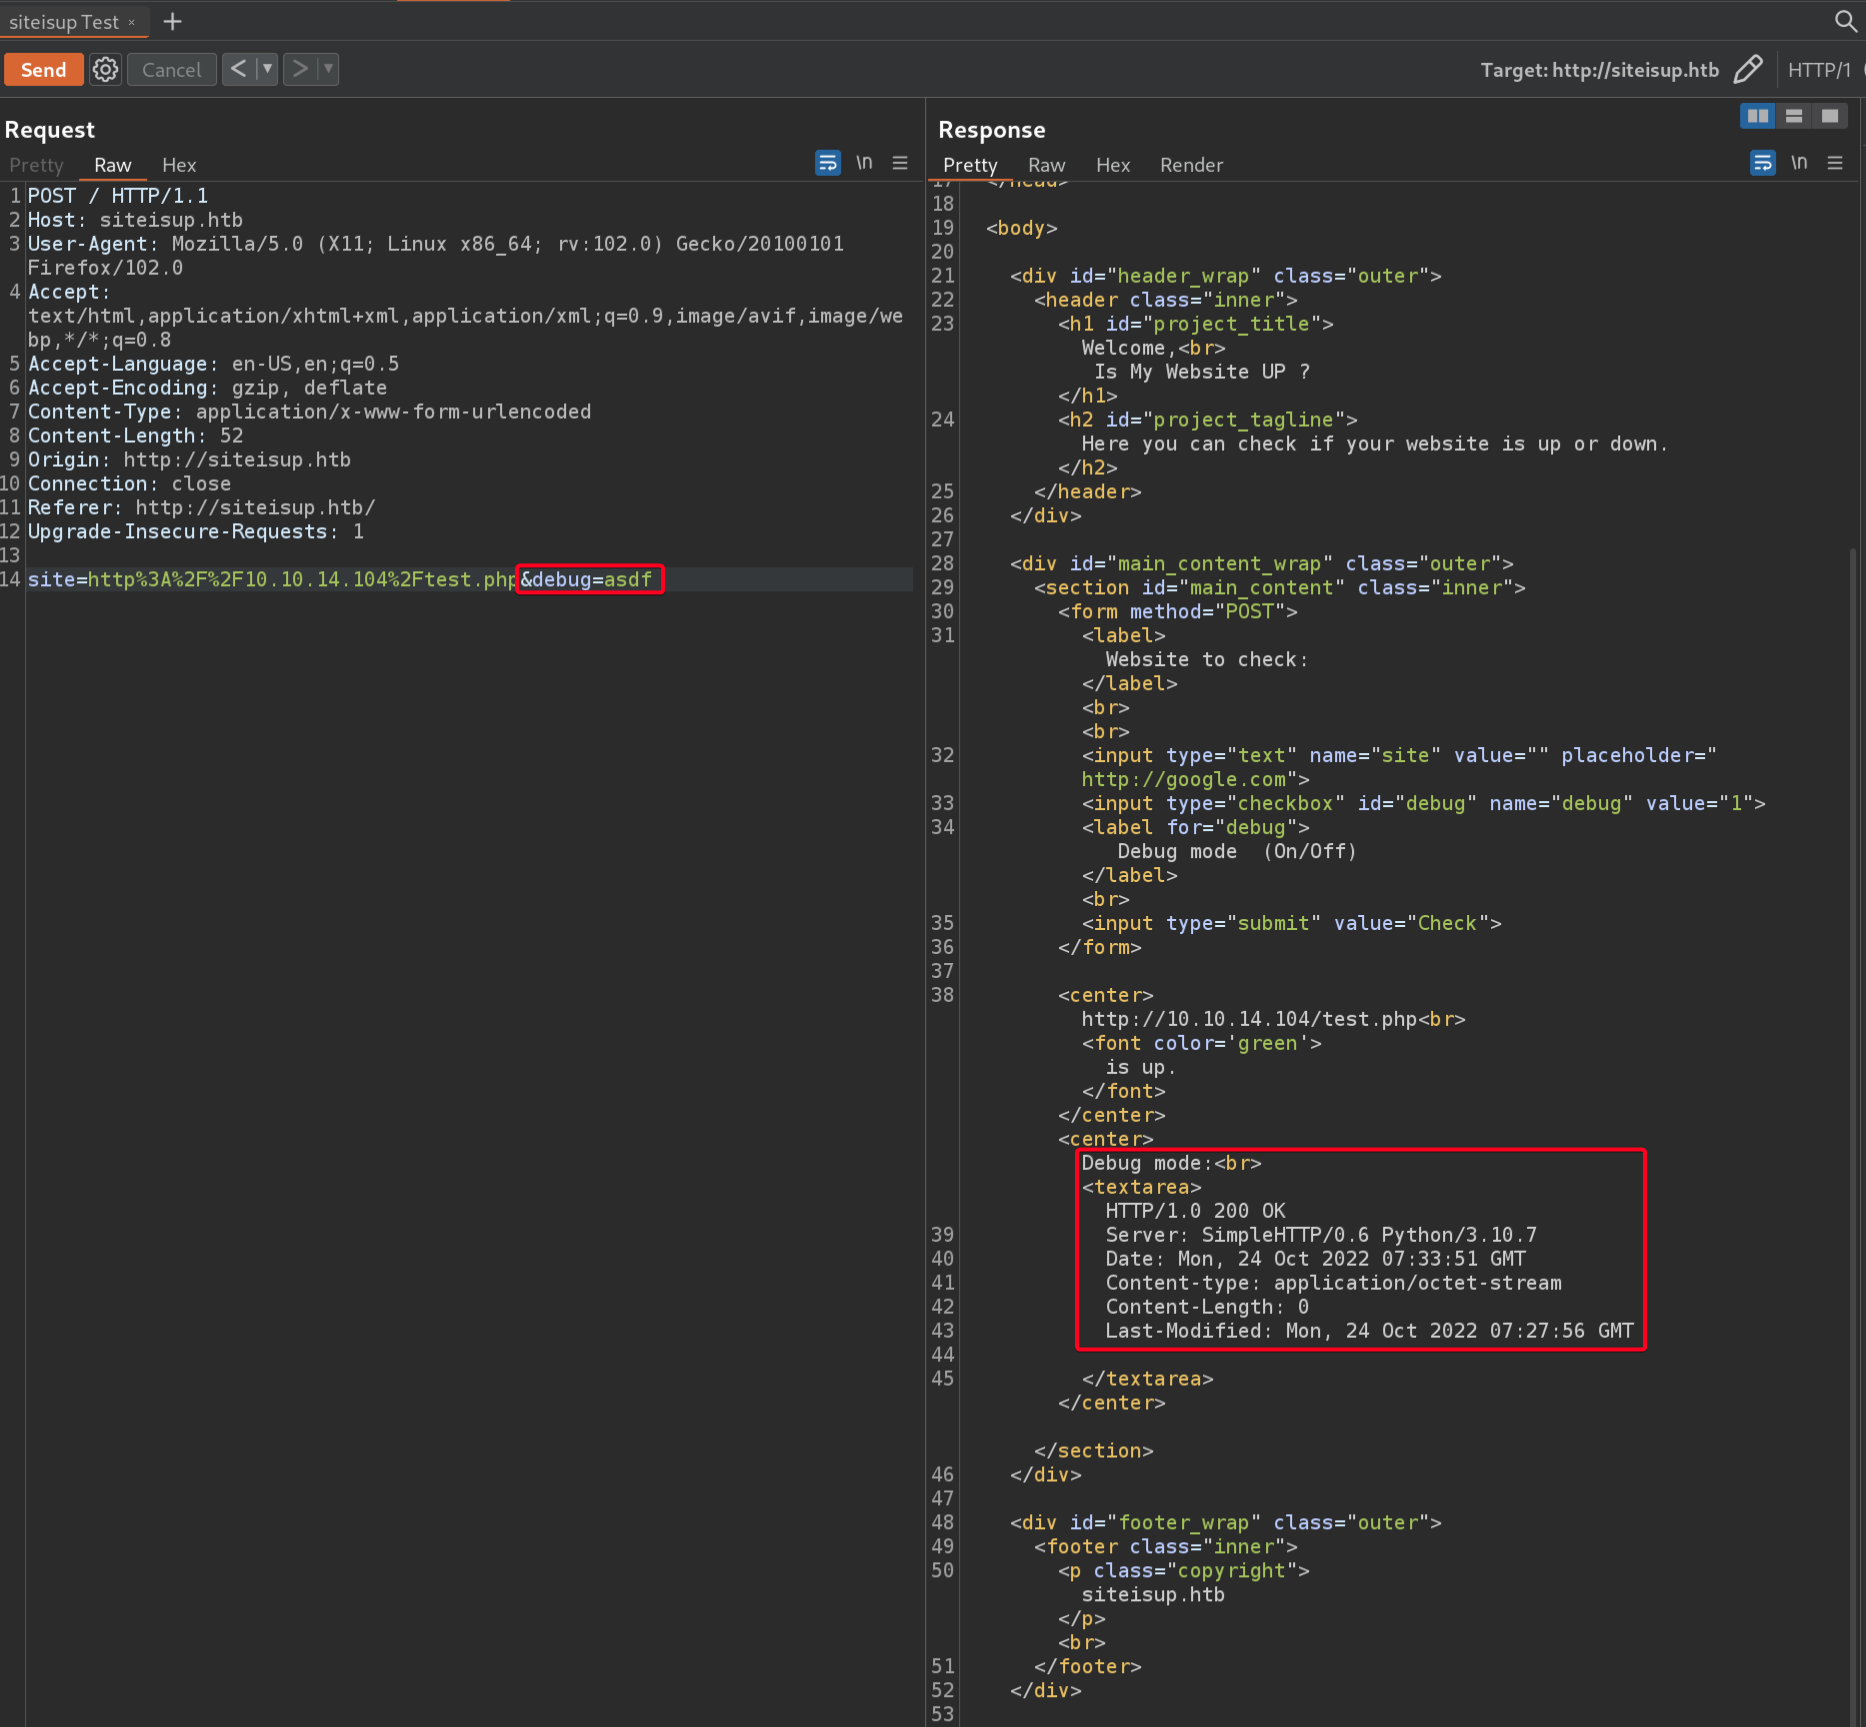 siteisup Test ×
Send
Cancel
Target: http://siteisup.htb
HTTP/1
Request
Pretty Raw Hex
\n
1 POST / HTTP/1.1
2 Host: siteisup.htb
3 User-Agent: Mozilla/5.0 (X11; Linux x86_64; rv:102.0) Gecko/20100101
Firefox/102.0
4 Accept:
text/html,application/xhtml+xml,application/xml;q=0.9,image/avif,image/we
bp,*/*;q=0.8
5 Accept-Language: en-US,en;q=0.5
6 Accept-Encoding: gzip, deflate
7 Content-Type: application/x-www-form-urlencoded
8 Content-Length: 52
9 Origin: http://siteisup.htb
10 Connection: close
11 Referer: http://siteisup.htb/
12 Upgrade-Insecure-Requests: 1
13
14 site=http%3A%2F%2F10.10.14.104%2Ftest.php&debug=asdf
Response
Pretty Raw Hex Render
\n
17 </head>
18
19 <body>
20
21 <div id="header_wrap" class="outer">
22 <header class="inner">
23 <h1 id="project_title">
Welcome,<br>
Is My Website UP ?
</h1>
24 <h2 id="project_tagline">
Here you can check if your website is up or down.
</h2>
25 </header>
26 </div>
27
28 <div id="main_content_wrap" class="outer">
29 <section id="main_content" class="inner">
30 <form method="POST">
31 <label>
Website to check:
</label>
<br>
<br>
32 <input type="text" name="site" value="" placeholder="
http://google.com">
33 <input type="checkbox" id="debug" name="debug" value="1">
34 <label for="debug">
Debug mode (On/Off)
</label>
<br>
35 <input type="submit" value="Check">
36 </form>
37
38 <center>
http://10.10.14.104/test.php<br>
<font color='green'>
is up.
</font>
</center>
<center>
Debug mode:<br>
<textarea>
HTTP/1.0 200 OK
39 Server: SimpleHTTP/0.6 Python/3.10.7
40 Date: Mon, 24 Oct 2022 07:33:51 GMT
41 Content-type: application/octet-stream
42 Content-Length: 0
43 Last-Modified: Mon, 24 Oct 2022 07:27:56 GMT
44
45 </textarea>
</center>
</section>
46 </div>
47
48 <div id="footer_wrap" class="outer">
49 <footer class="inner">
50 <p class="copyright">
siteisup.htb
</p>
<br>
51 </footer>
52 </div>
53